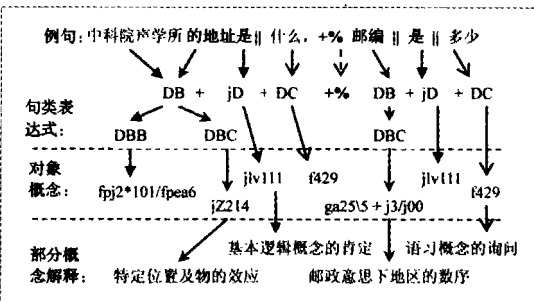 例句: 中科院声学所 的地址是 || 什么, +% 邮编 || 是 || 多少
DB + jD + DC +% DB + jD + DC
句类表
达式:
DBB DBC DBC
对象
概念:
jlv111 f429 jlv111 f429
fpj2*101/fpea6 jZ214 ga25\5 + j3/j00
基本逻辑概念的肯定 语习概念的询问
部分概
念解释: 特定位置及物的效应 邮政意思下地区的数序